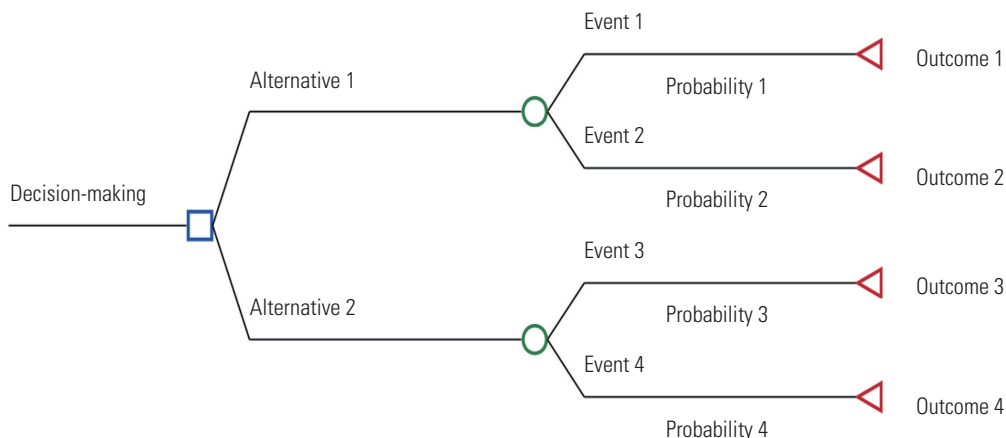 Event 1
Outcome 1
Alternative 1
Probability 1
Event 2
Outcome 2
Decision-making
Probability 2
Event 3
Outcome 3
Alternative 2
Probability 3
Event 4
Outcome 4
Probability 4